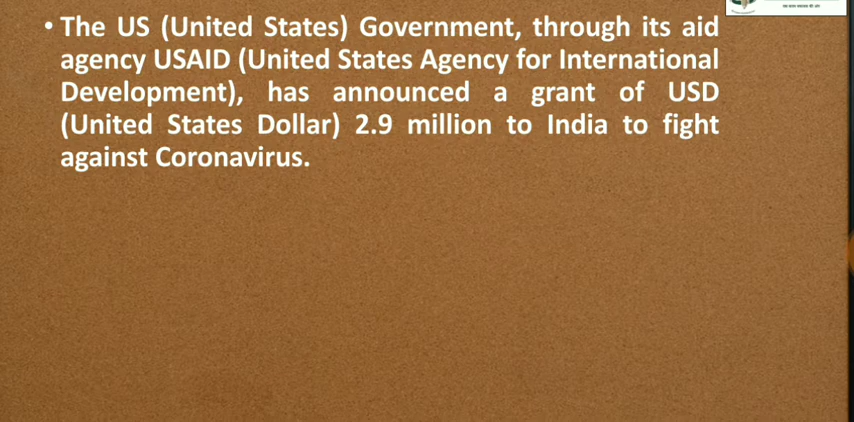 • The US (United States) Government, through its aid
agency USAID (United States Agency for International
Development), has announced a grant of USD
(United States Dollar) 2.9 million to India to fight
against Coronavirus.